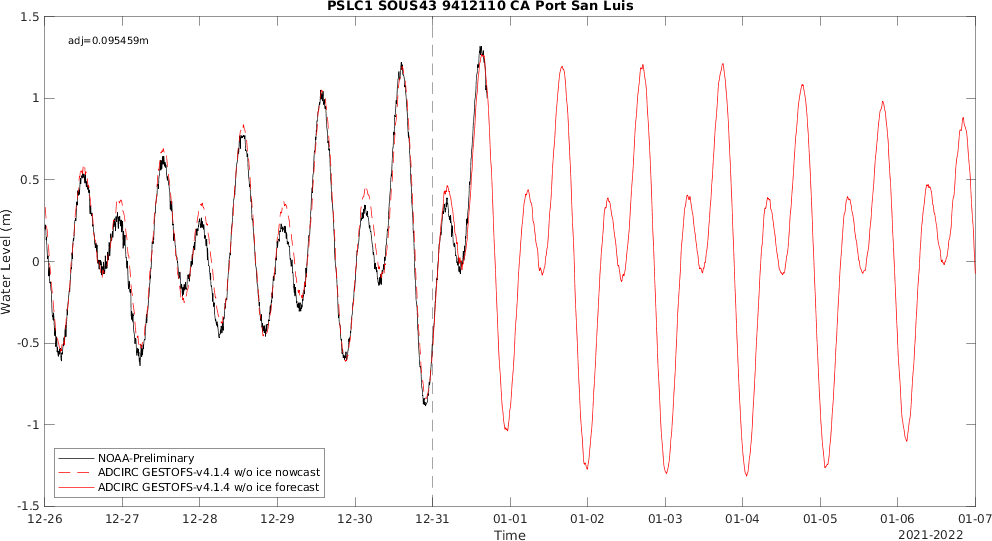 PSLC1 SOUS43 9412110 CA Port San Luis
adj=0.095459m
1.5
1
0.5
0
-0.5
-1
-1.5
Water Level (m)
NOAA-Preliminary
ADCIRC GESTOFS-v4.1.4 w/o ice nowcast
ADCIRC GESTOFS-v4.1.4 w/o ice forecast
12-26 12-27 12-28 12-29 12-30 12-31 01-01 01-02 01-03 01-04 01-05 01-06 01-07
Time
2021-2022